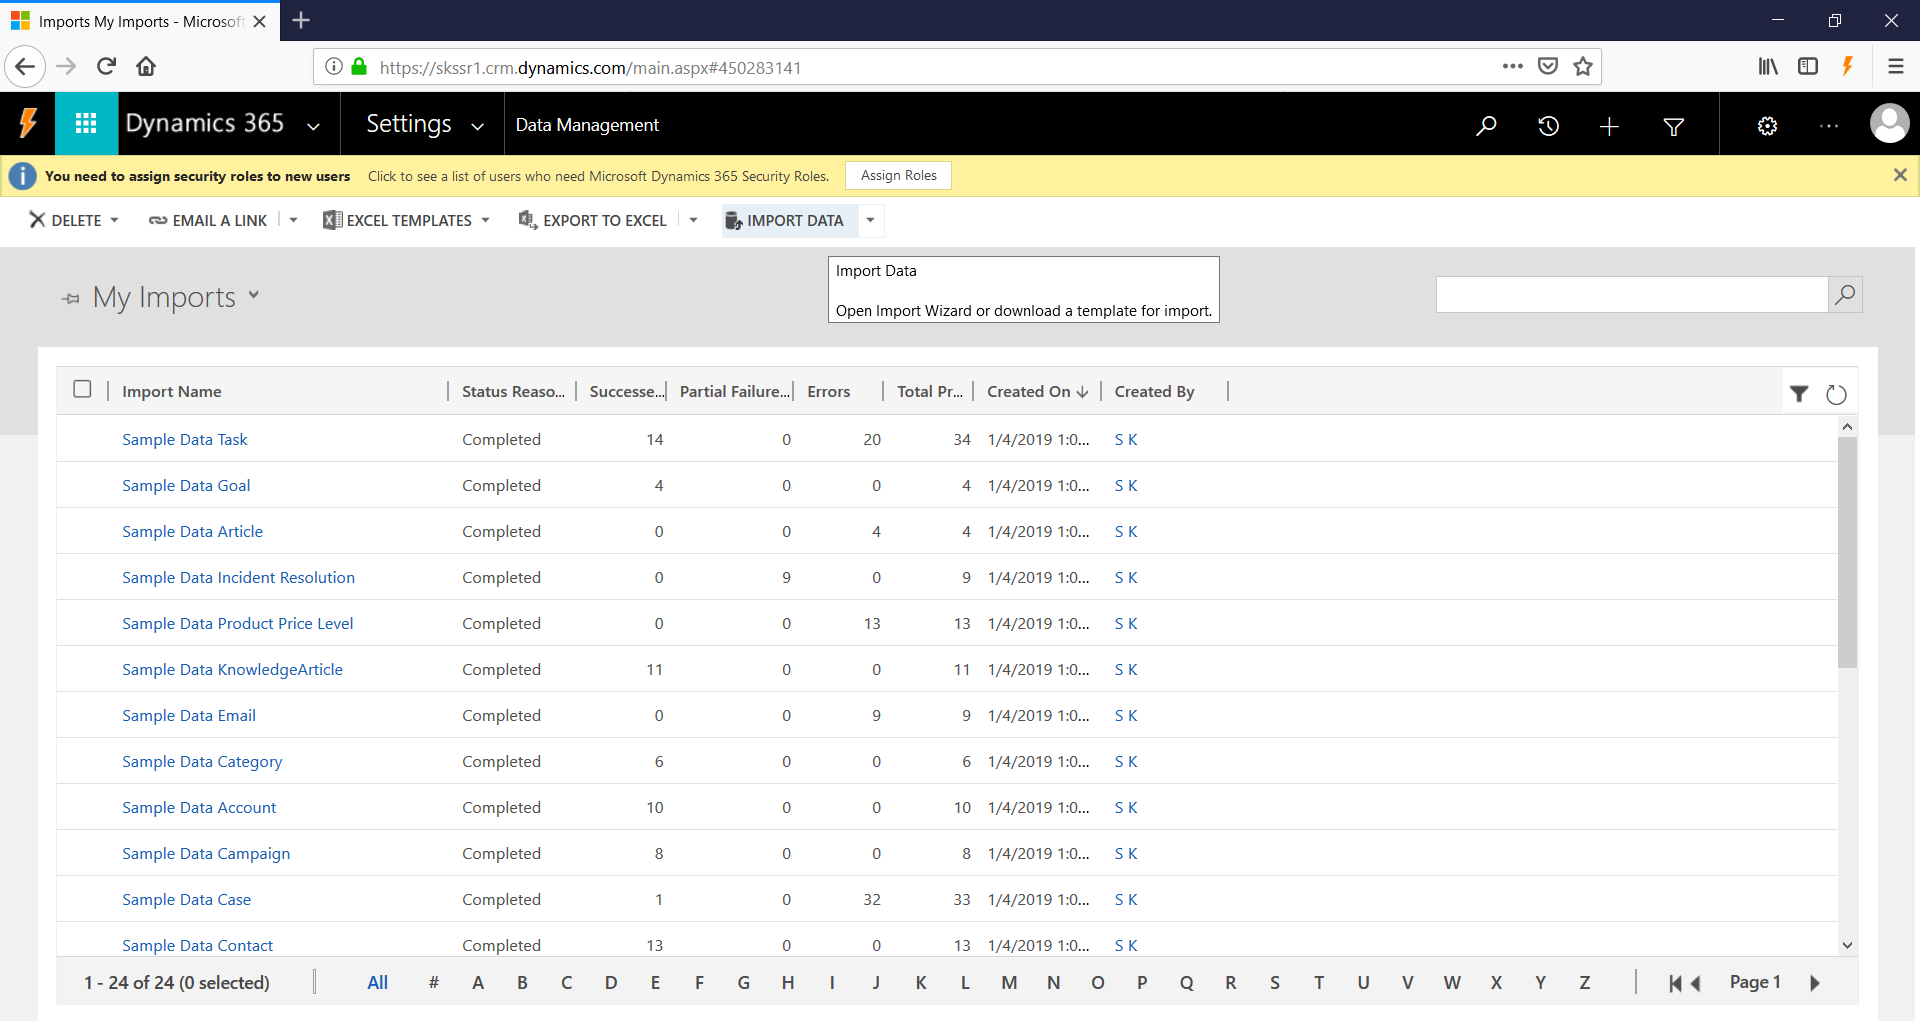 Imports My Imports - Microsoft
https://skssr1.crm.dynamics.com/main.aspx#450283141
Dynamics 365 Settings Data Management
You need to assign security roles to new users Click to see a list of users who need Microsoft Dynamics 365 Security Roles. Assign Roles
DELETE EMAIL A LINK EXCEL TEMPLATES EXPORT TO EXCEL IMPORT DATA
Import Data
Open Import Wizard or download a template for import.
My Imports
Import Name Status Reaso... Successe... Partial Failure... Errors Total Pr... Created On Created By
Sample Data Task Completed 14 0 20 34 1/4/2019 1:0... S K
Sample Data Goal Completed 4 0 0 4 1/4/2019 1:0... S K
Sample Data Article Completed 0 0 4 4 1/4/2019 1:0... S K
Sample Data Incident Resolution Completed 0 9 0 9 1/4/2019 1:0... S K
Sample Data Product Price Level Completed 0 0 13 13 1/4/2019 1:0... S K
Sample Data KnowledgeArticle Completed 11 0 0 11 1/4/2019 1:0... S K
Sample Data Email Completed 0 0 9 9 1/4/2019 1:0... S K
Sample Data Category Completed 6 0 0 6 1/4/2019 1:0... S K
Sample Data Account Completed 10 0 0 10 1/4/2019 1:0... S K
Sample Data Campaign Completed 8 0 0 8 1/4/2019 1:0... S K
Sample Data Case Completed 1 0 32 33 1/4/2019 1:0... S K
Sample Data Contact Completed 13 0 0 13 1/4/2019 1:0... S K
1 - 24 of 24 (0 selected) All # A B C D E F G H I J K L M N O P Q R S T U V W X Y Z Page 1